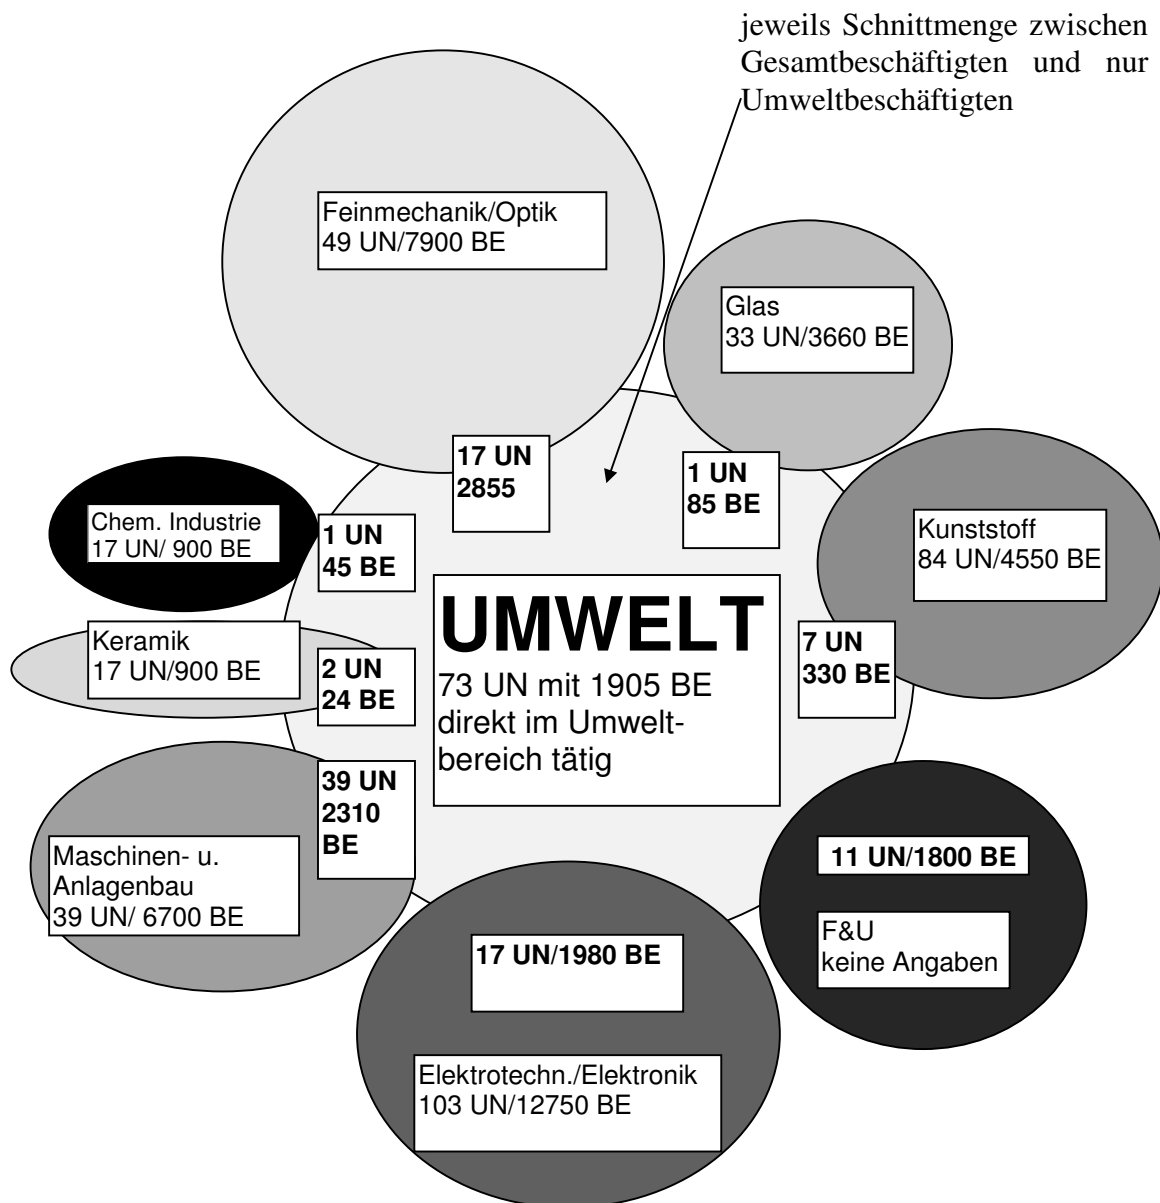 jeweils Schnittmenge zwischen
Gesamtbeschäftigten und nur
Umweltbeschäftigten
Feinmechanik/Optik
49 UN/7900 BE
Glas
33 UN/3660 BE
17 UN
2855
1 UN
85 BE
Chem. Industrie
17 UN/ 900 BE
1 UN
45 BE
Kunststoff
84 UN/4550 BE
UMWELT
73 UN mit 1905 BE
direkt im Umwelt-
bereich tätig
Keramik
17 UN/900 BE
2 UN
24 BE
7 UN
330 BE
39 UN
2310
BE
Maschinen- u.
Anlagenbau
39 UN/ 6700 BE
11 UN/1800 BE
F&U
keine Angaben
17 UN/1980 BE
Elektrotechn./Elektronik
103 UN/12750 BE